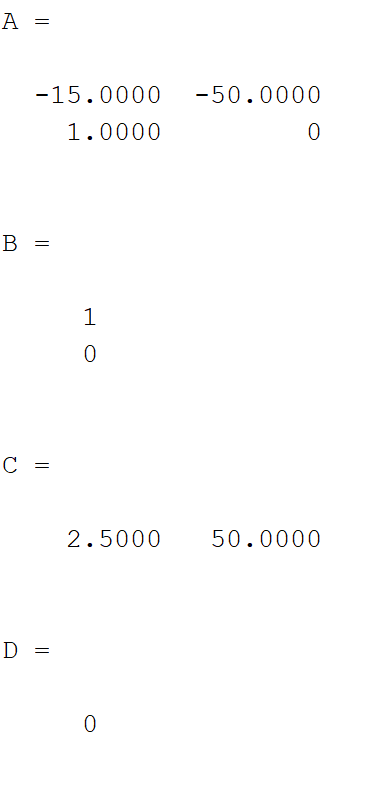 A =
-15.0000 -50.0000
1.0000 0
B =
1
0
C =
2.5000 50.0000
D =
0